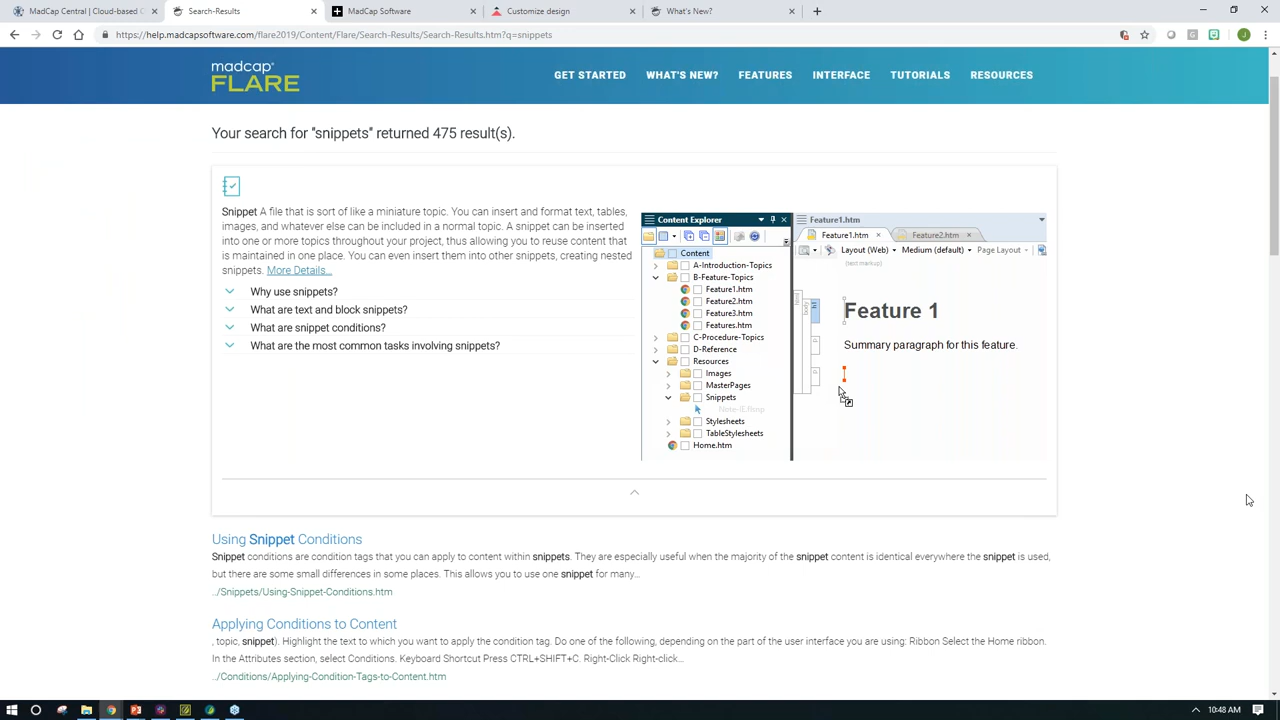 MadCap Central | Cloud-based C
Search-Results
MadCap Software
Customize design
What's New?
https://help.madcapsoftware.com/flare2019/Content/Flare/Search-Results/Search-Results.htm?q=snippets
J
madcap
FLARE
GET STARTED
WHAT'S NEW?
FEATURES
INTERFACE
TUTORIALS
RESOURCES
Your search for "snippets" returned 475 result(s).
Snippet A file that is sort of like a miniature topic. You can insert and format text, tables,
images, and whatever else can be included in a normal topic. A snippet can be inserted
into one or more topics throughout your project, thus allowing you to reuse content that
is maintained in one place. You can even insert them into other snippets, creating nested
snippets. More Details...
Why use snippets?
What are text and block snippets?
What are snippet conditions?
What are the most common tasks involving snippets?
Content Explorer
Content
A-Introduction-Topics
B-Feature-Topics
Feature1.htm
Feature2.htm
Feature3.htm
Features.htm
C-Procedure-Topics
D-Reference
Resources
Images
MasterPages
Snippets
Note-IE.flsnp
Stylesheets
TableStylesheets
Home.htm
Feature1.htm
Feature1.htm
Feature2.htm
Layout (Web)
Medium (default)
Page Layout
html
body
h1
p
p
Feature 1
Summary paragraph for this feature.
Using Snippet Conditions
Snippet conditions are condition tags that you can apply to content within snippets. They are especially useful when the majority of the snippet content is identical everywhere the snippet is used,
but there are some small differences in some places. This allows you to use one snippet for many...
../Snippets/Using-Snippet-Conditions.htm
Applying Conditions to Content
, topic, snippet). Highlight the text to which you want to apply the condition tag. Do one of the following, depending on the part of the user interface you are using: Ribbon Select the Home ribbon.
In the Attributes section, select Conditions. Keyboard Shortcut Press CTRL+SHIFT+C. Right-Click Right-click...
../Conditions/Applying-Condition-Tags-to-Content.htm
10:48 AM